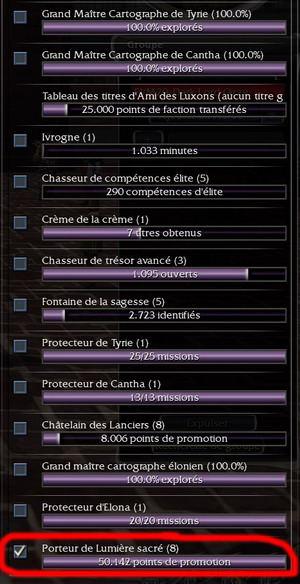 Grand Maître Cartographe de Tyrie (100.0%)
100.0% explorés
Groupe
Grand Maître Cartographe de Cantha (100.0%)
100.0% explorés
Tableau des titres d'Ami des Luxons (aucun titre g
25.000 points de faction transférés
Ivrogne (1)
1.033 minutes
Chasseur de compétences élite (5)
290 compétences d'élite
Crème de la crème (1)
7 titres obtenus
Chasseur de trésor avancé (3)
1.095 ouverts
Fontaine de la sagesse (5)
2.723 identifiés
Protecteur de Tyrie (1)
25/25 missions
Protecteur de Cantha (1)
13/13 missions
Châtelain des Lanciers (8)
Expulser
8.006 points de promotion
Recherche de groupe
Grand maître cartographe élonien (100.0%)
100.0% explorés
Protecteur d'Elona (1)
20/20 missions
Porteur de Lumière sacré (8)
50.142 points de promotion